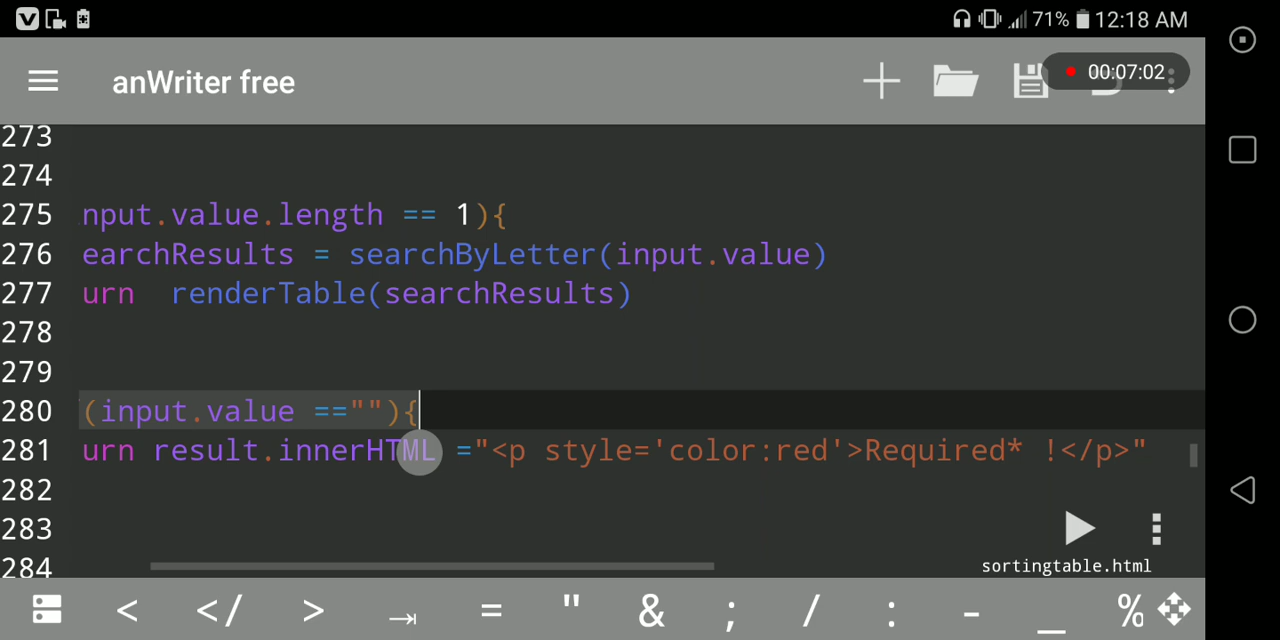 V 71% 12:18 AM
anWriter free
00:07:02
273
274
275 nput.value.length == 1){
276 earchResults = searchByLetter(input.value)
277 urn renderTable(searchResults)
278
279
280 (input.value ==""){
281 urn result.innerHTML ="<p style='color:red'>Required* !</p>"
282
283
284
sortingtable.html
< </ > = " & ; / : - _ %